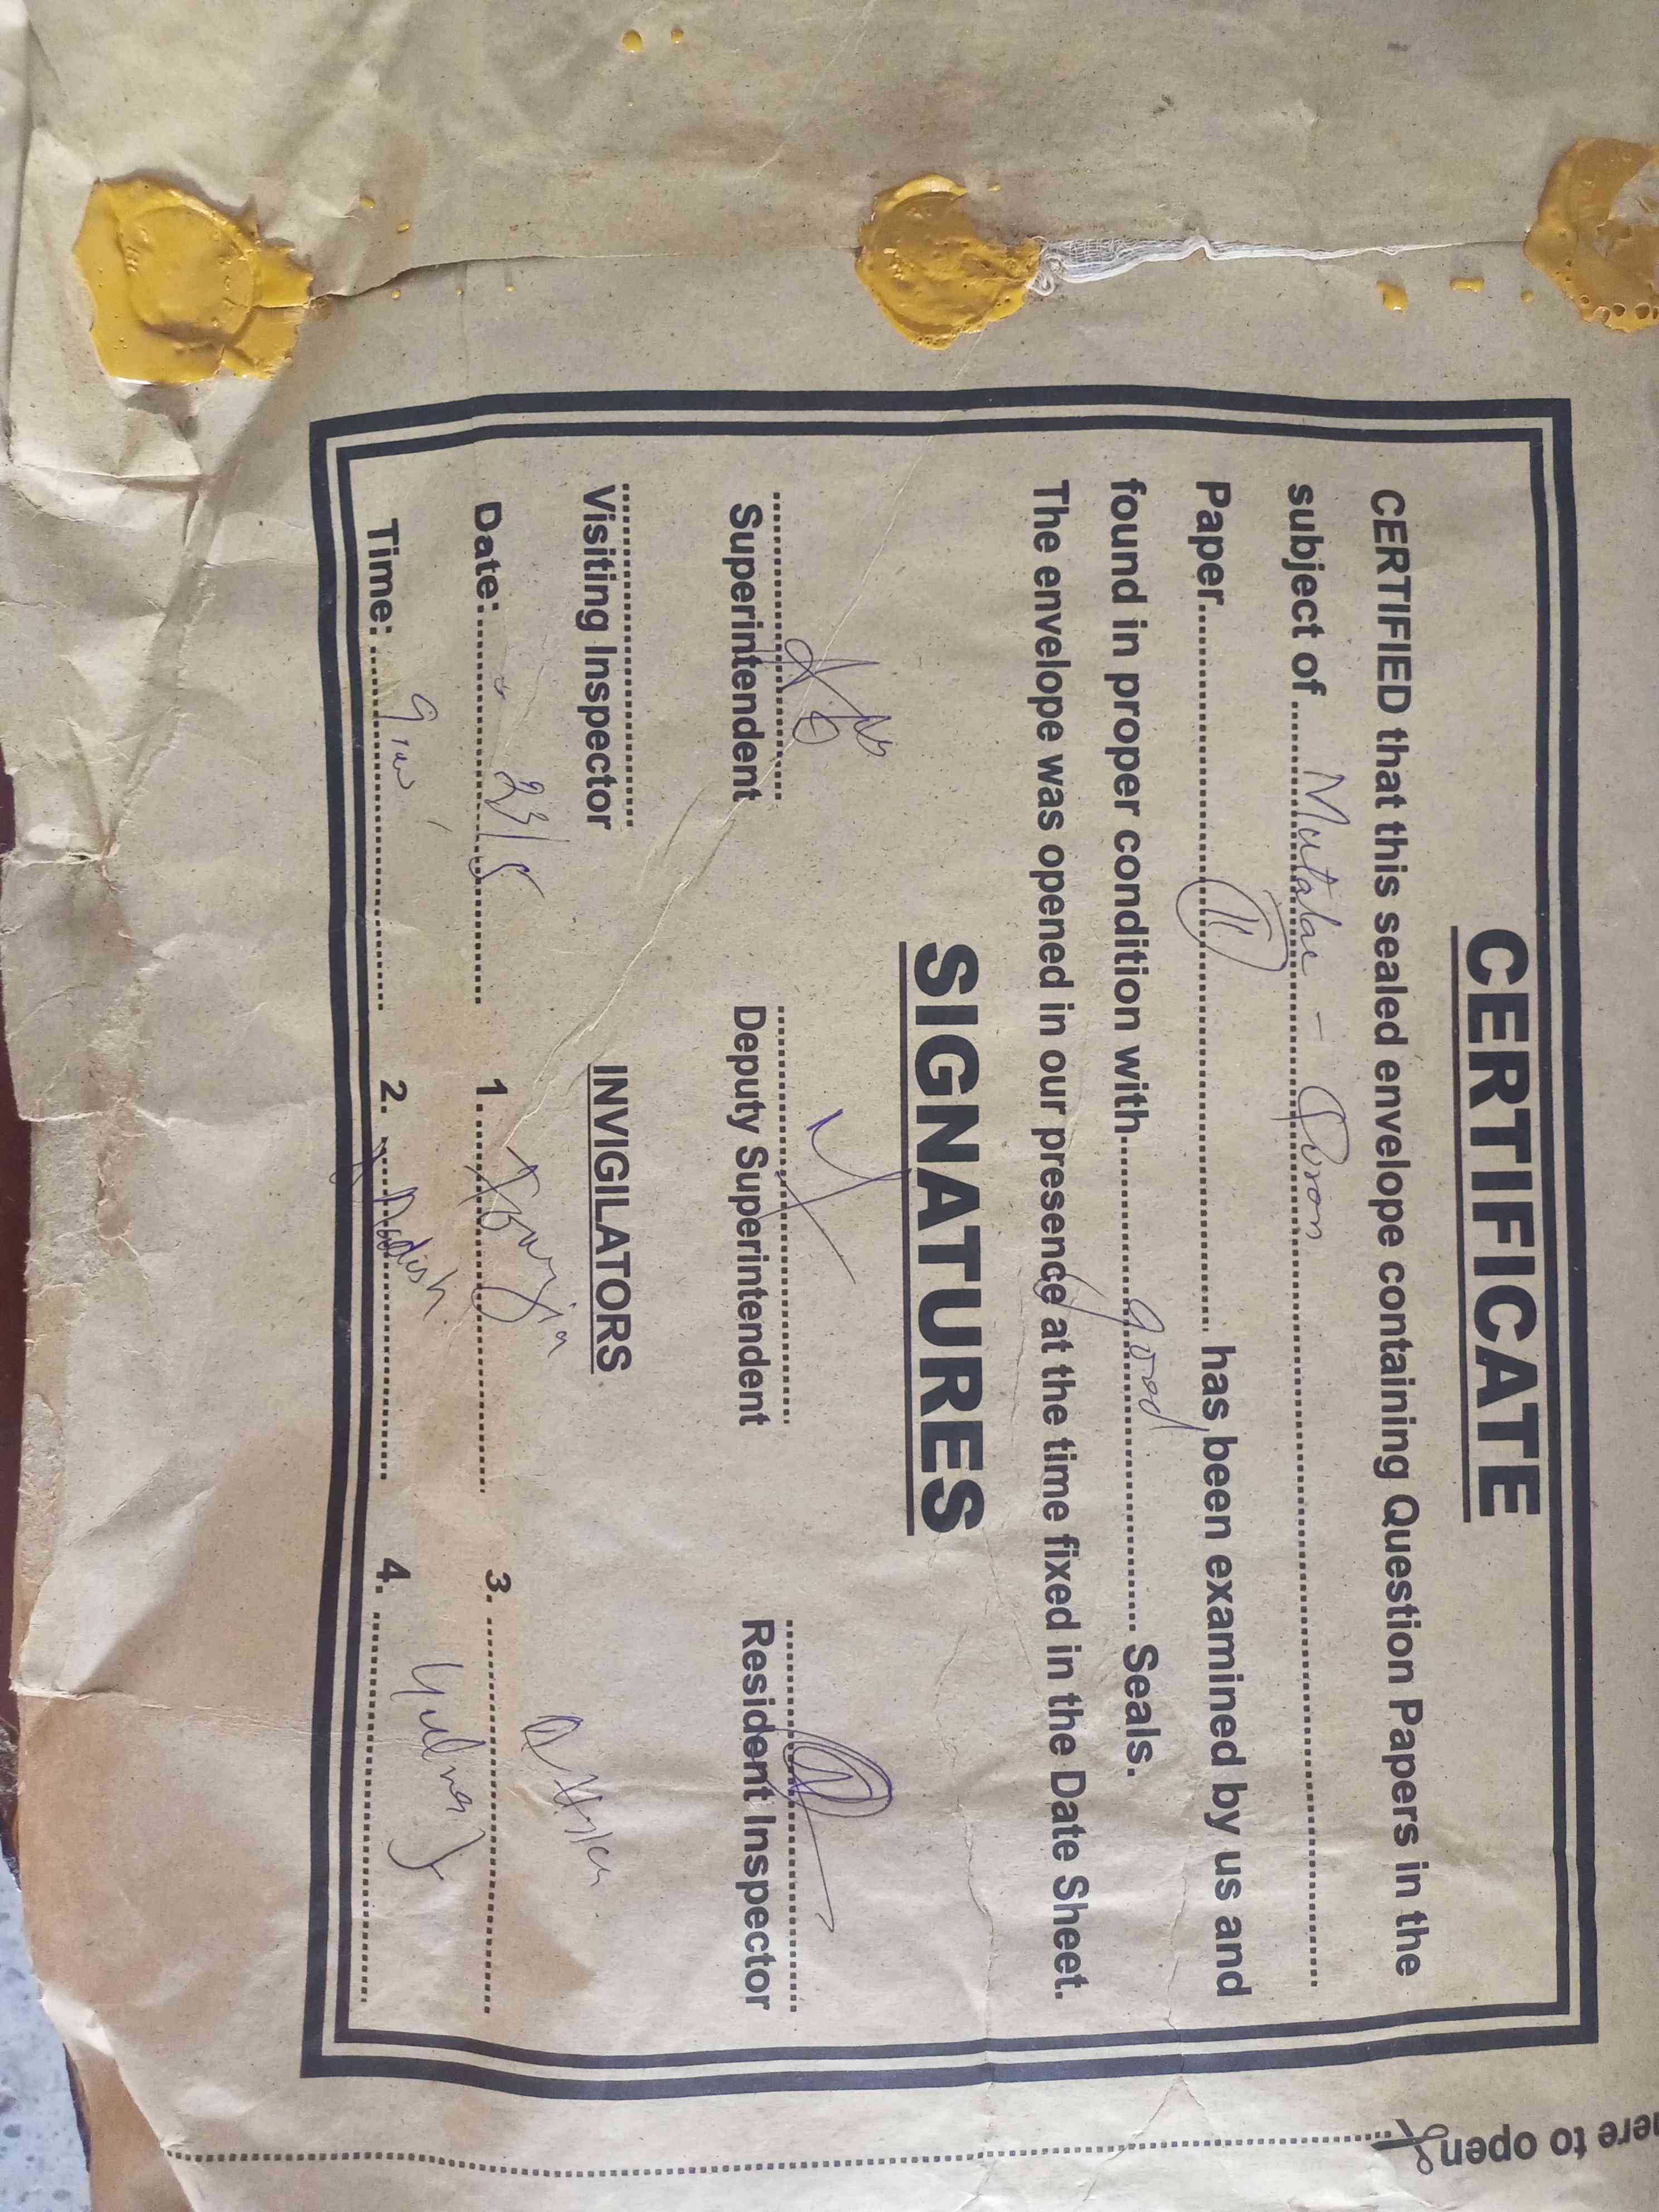 CERTIFICATE
CERTIFIED that this sealed envelope containing Question Papers in the
subject of........Mutalae - Quran........
Paper........II........has been examined by us and
found in proper condition with........Good........Seals.
The envelope was opened in our presence at the time fixed in the Date Sheet.
SIGNATURES
Superintendent Deputy Superintendent Resident Inspector
Visiting Inspector INVIGILATORS
Date:........23/5........ 1......... 3.........
Time:......... 2......... 4.........
here to open